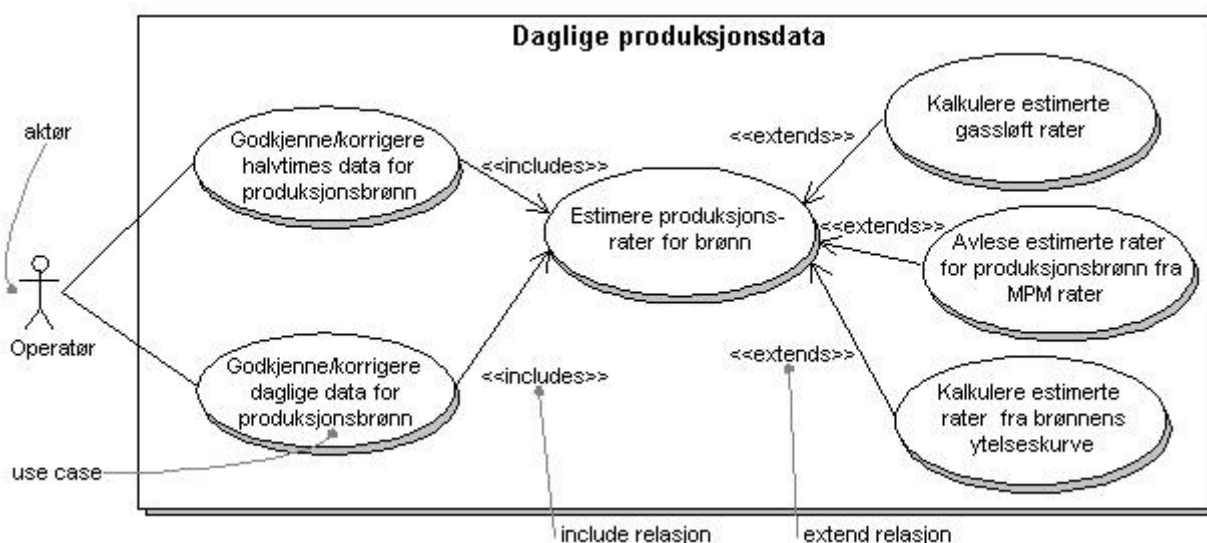 Daglige produksjonsdata
aktør
Operatør
use case
Godkjenne/korrigere
halvtimes data for
produksjonsbrønn
Godkjenne/korrigere
daglige data for
produksjonsbrønn
<<includes>>
<<includes>>
Estimere produksjons-
rater for brønn
<<extends>>
<<extends>>
<<extends>>
Kalkulere estimerte
gassløft rater
Avlese estimerte rater
for produksjonsbrønn fra
MPM rater
Kalkulere estimerte
rater fra brønnens
ytelseskurve
include relasjon
extend relasjon